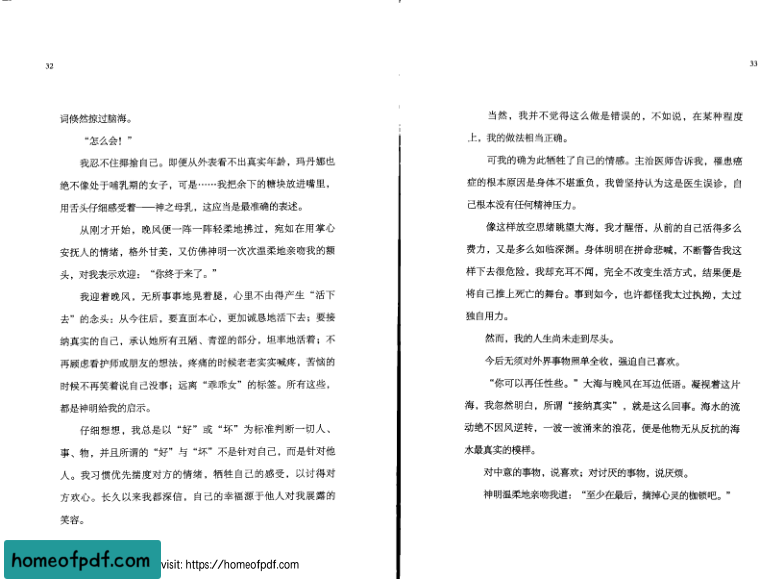 32
词倏然掠过脑海。
“怎么会！”
我忍不住揶揄自己。即便从外表看不出真实年龄，玛丹娜也
绝不像处于哺乳期的女子，可是……我把余下的糖块放进嘴里，
用舌头仔细感受着——神之母乳，这应当是最准确的表述。
从刚才开始，晚风便一阵一阵轻柔地拂过，宛如在用掌心
安抚人的情绪，格外甘美，又仿佛神明一次次温柔地亲吻我的额
头，对我表示欢迎：“你终于来了。”
我迎着晚风，无所事事地晃着腿，心里不由得产生“活下
去”的念头：从今往后，要直面本心，更加诚恳地活下去；要接
纳真实的自己，承认她所有丑陋、青涩的部分，坦率地活着；不
再顾虑看护师或朋友的想法，疼痛的时候老老实实喊疼，苦恼的
时候不再笑着说自己没事；远离“乖乖女”的标签。所有这些，
都是神明给我的启示。
仔细想想，我总是以“好”或“坏”为标准判断一切人、
事、物，并且所谓的“好”与“坏”不是针对自己，而是针对他
人。我习惯优先揣度对方的情绪，牺牲自己的感受，以讨得对
方欢心。长久以来我都深信，自己的幸福源于他人对我展露的
笑容。
33
当然，我并不觉得这么做是错误的，不如说，在某种程度
上，我的做法相当正确。
可我的确为此牺牲了自己的情感。主治医师告诉我，罹患癌
症的根本原因是身体不堪重负，我曾坚持认为这是医生误诊，自
己根本没有任何精神压力。
像这样放空思绪眺望大海，我才醒悟，从前的自己活得多么
费力，又是多么如临深渊。身体明明在拼命悲喊，不断警告我这
样下去很危险，我却充耳不闻，完全不改变生活方式，结果便是
将自己推上死亡的舞台。事到如今，也许都怪我太过执拗，太过
独自用力。
然而，我的人生尚未走到尽头。
今后无须对外界事物照单全收，强迫自己喜欢。
“你可以再任性些。”大海与晚风在耳边低语。凝视着这片
海，我忽然明白，所谓“接纳真实”，就是这么回事。海水的流
动绝不因风逆转，一波一波涌来的浪花，便是他物无从反抗的海
水最真实的模样。
对中意的事物，说喜欢；对讨厌的事物，说厌烦。
神明温柔地亲吻我道：“至少在最后，摘掉心灵的枷锁吧。”
homeofpdf.com
visit: https://homeofpdf.com